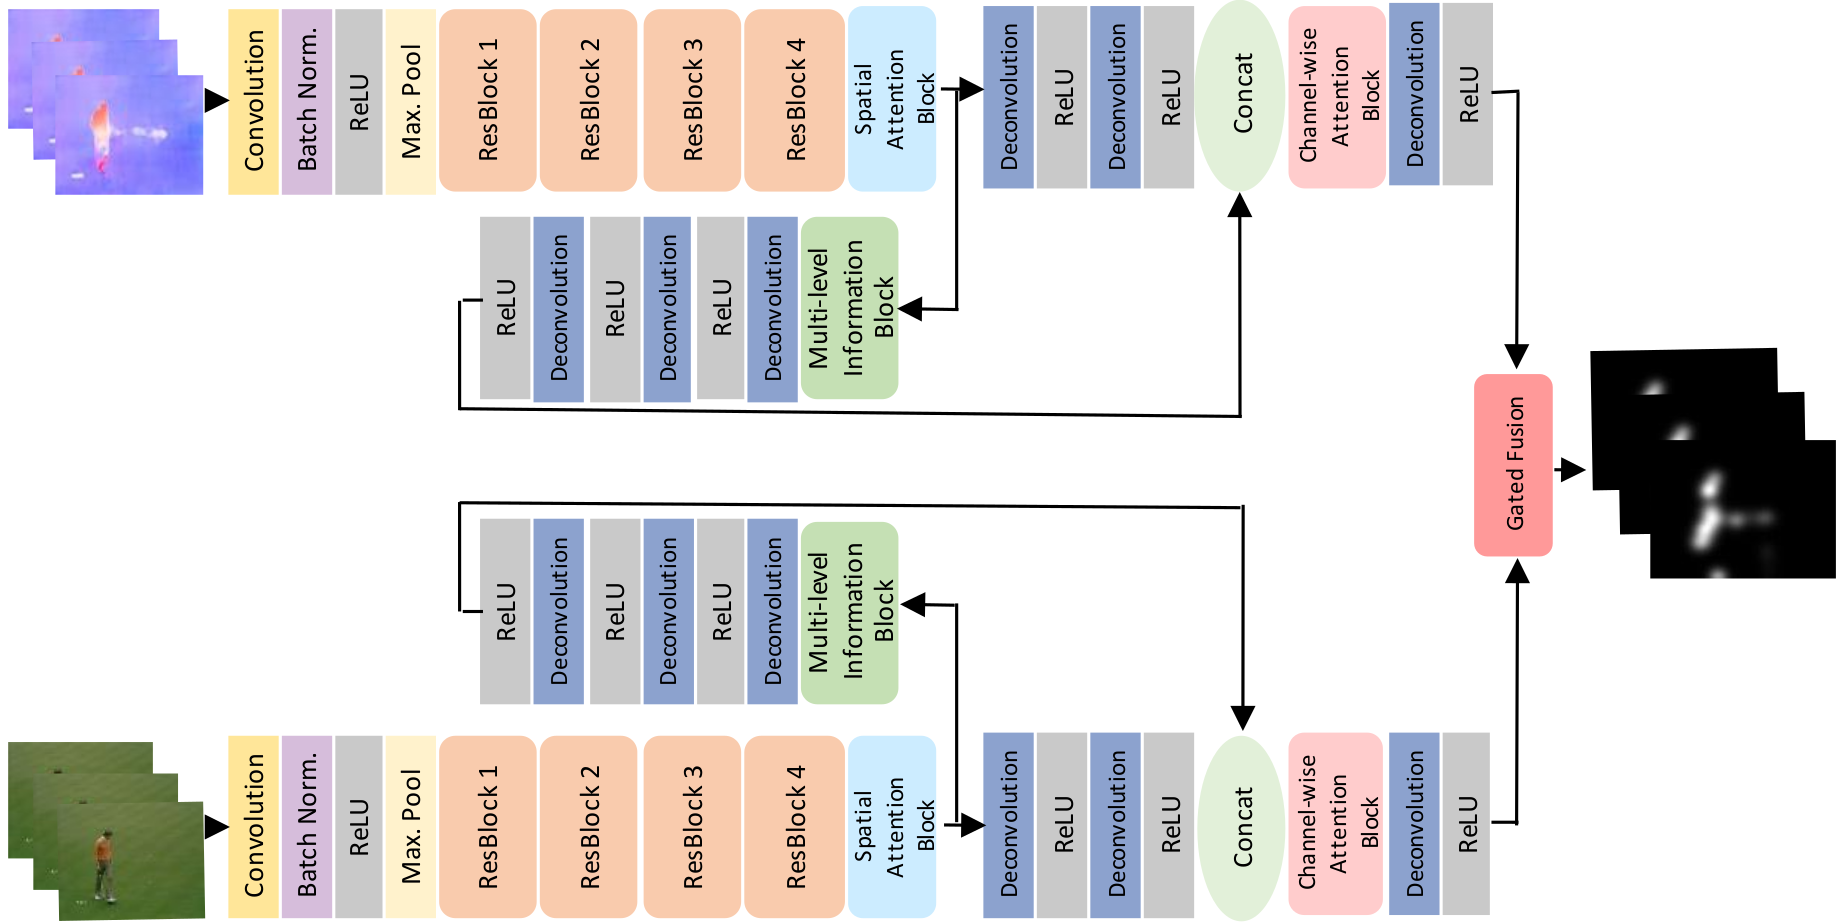 Convolution
Batch Norm.
ReLU
Max. Pool
ResBlock 1
ResBlock 2
ResBlock 3
ResBlock 4
Spatial
Attention
Block
Deconvolution
ReLU
Deconvolution
ReLU
Concat
Channel-wise
Attention
Block
Deconvolution
ReLU
ReLU
Deconvolution
ReLU
Deconvolution
ReLU
Deconvolution
Multi-level
Information
Block
Gated Fusion
ReLU
Deconvolution
ReLU
Deconvolution
ReLU
Deconvolution
Multi-level
Information
Block
Convolution
Batch Norm.
ReLU
Max. Pool
ResBlock 1
ResBlock 2
ResBlock 3
ResBlock 4
Spatial
Attention
Block
Deconvolution
ReLU
Deconvolution
ReLU
Concat
Channel-wise
Attention
Block
Deconvolution
ReLU